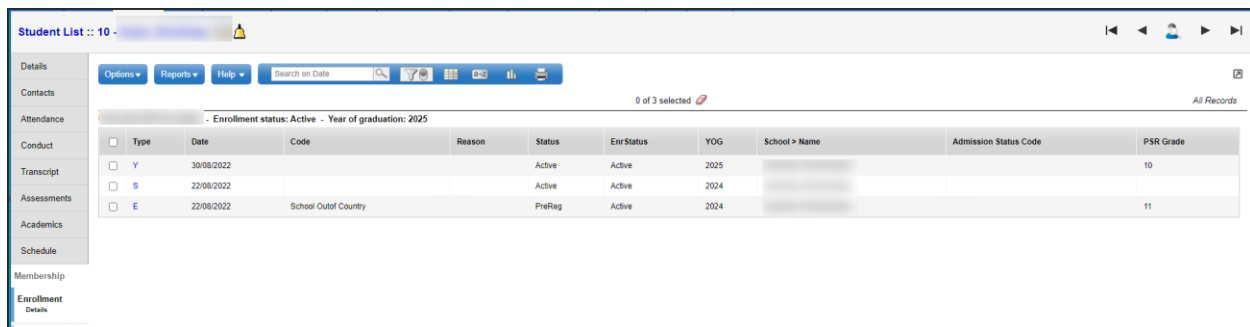 Student List :: 10 -
Details
Contacts
Attendance
Conduct
Transcript
Assessments
Academics
Schedule
Membership
Enrollment
Details
Options Reports Help Search on Date a-z
0 of 3 selected All Records
- Enrollment status: Active - Year of graduation: 2025
Type Date Code Reason Status EnrStatus YOG School > Name Admission Status Code PSR Grade
Y 30/08/2022 Active Active 2025 10
S 22/08/2022 Active Active 2024
E 22/08/2022 School Outof Country PreReg Active 2024 11